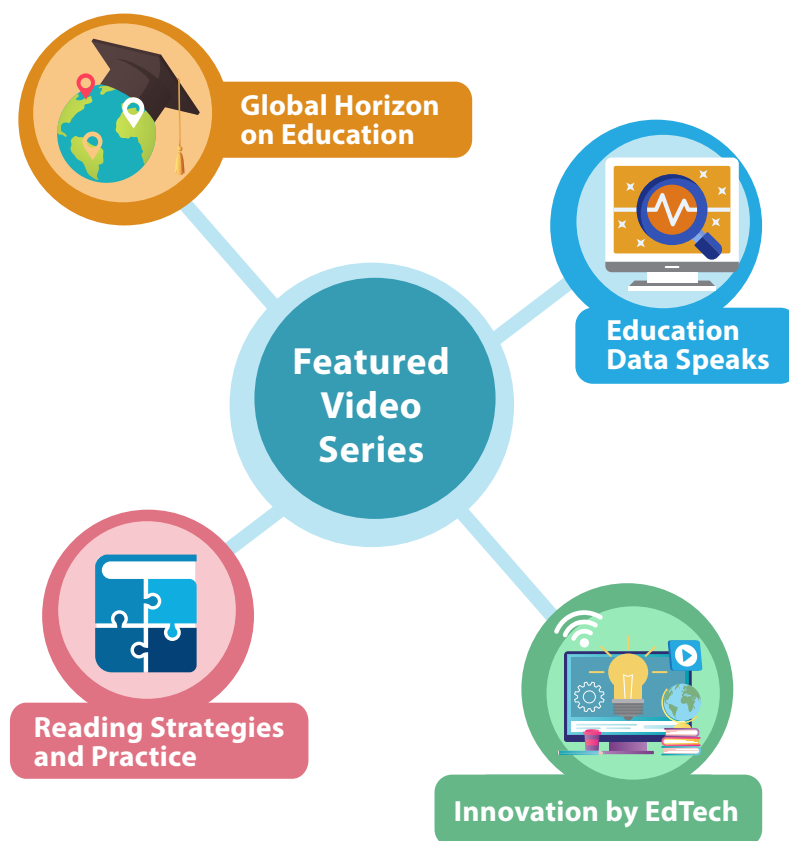 Global Horizon
on Education
Education
Data Speaks
Featured
Video
Series
Reading Strategies
and Practice
Innovation by EdTech